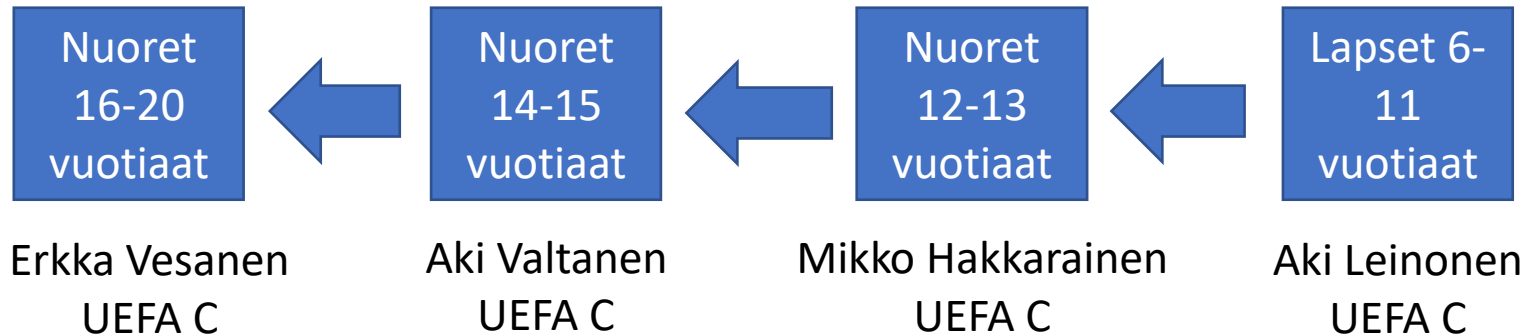 Nuoret
16-20
vuotiaat
Nuoret
14-15
vuotiaat
Nuoret
12-13
vuotiaat
Lapset 6-
11
vuotiaat
Erkka Vesanen
UEFA C
Aki Valtanen
UEFA C
Mikko Hakkarainen
UEFA C
Aki Leinonen
UEFA C